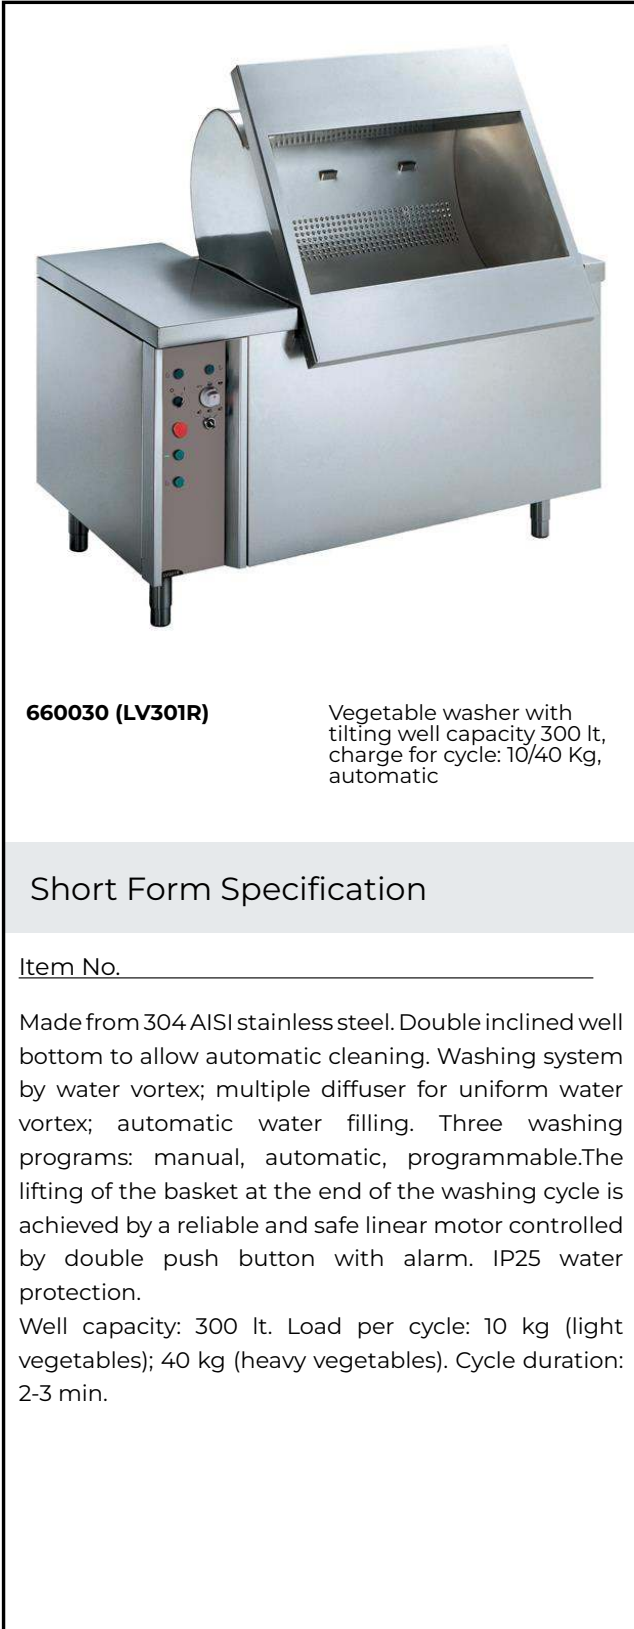 660030 (LV301R)
Vegetable washer with
tilting well capacity 300 lt,
charge for cycle: 10/40 Kg,
automatic
Short Form Specification
Item No.
Made from 304 AISI stainless steel. Double inclined well
bottom to allow automatic cleaning. Washing system
by water vortex; multiple diffuser for uniform water
vortex; automatic water filling. Three washing
programs: manual, automatic, programmable.The
lifting of the basket at the end of the washing cycle is
achieved by a reliable and safe linear motor controlled
by double push button with alarm. IP25 water
protection.
Well capacity: 300 lt. Load per cycle: 10 kg (light
vegetables); 40 kg (heavy vegetables). Cycle duration:
2-3 min.